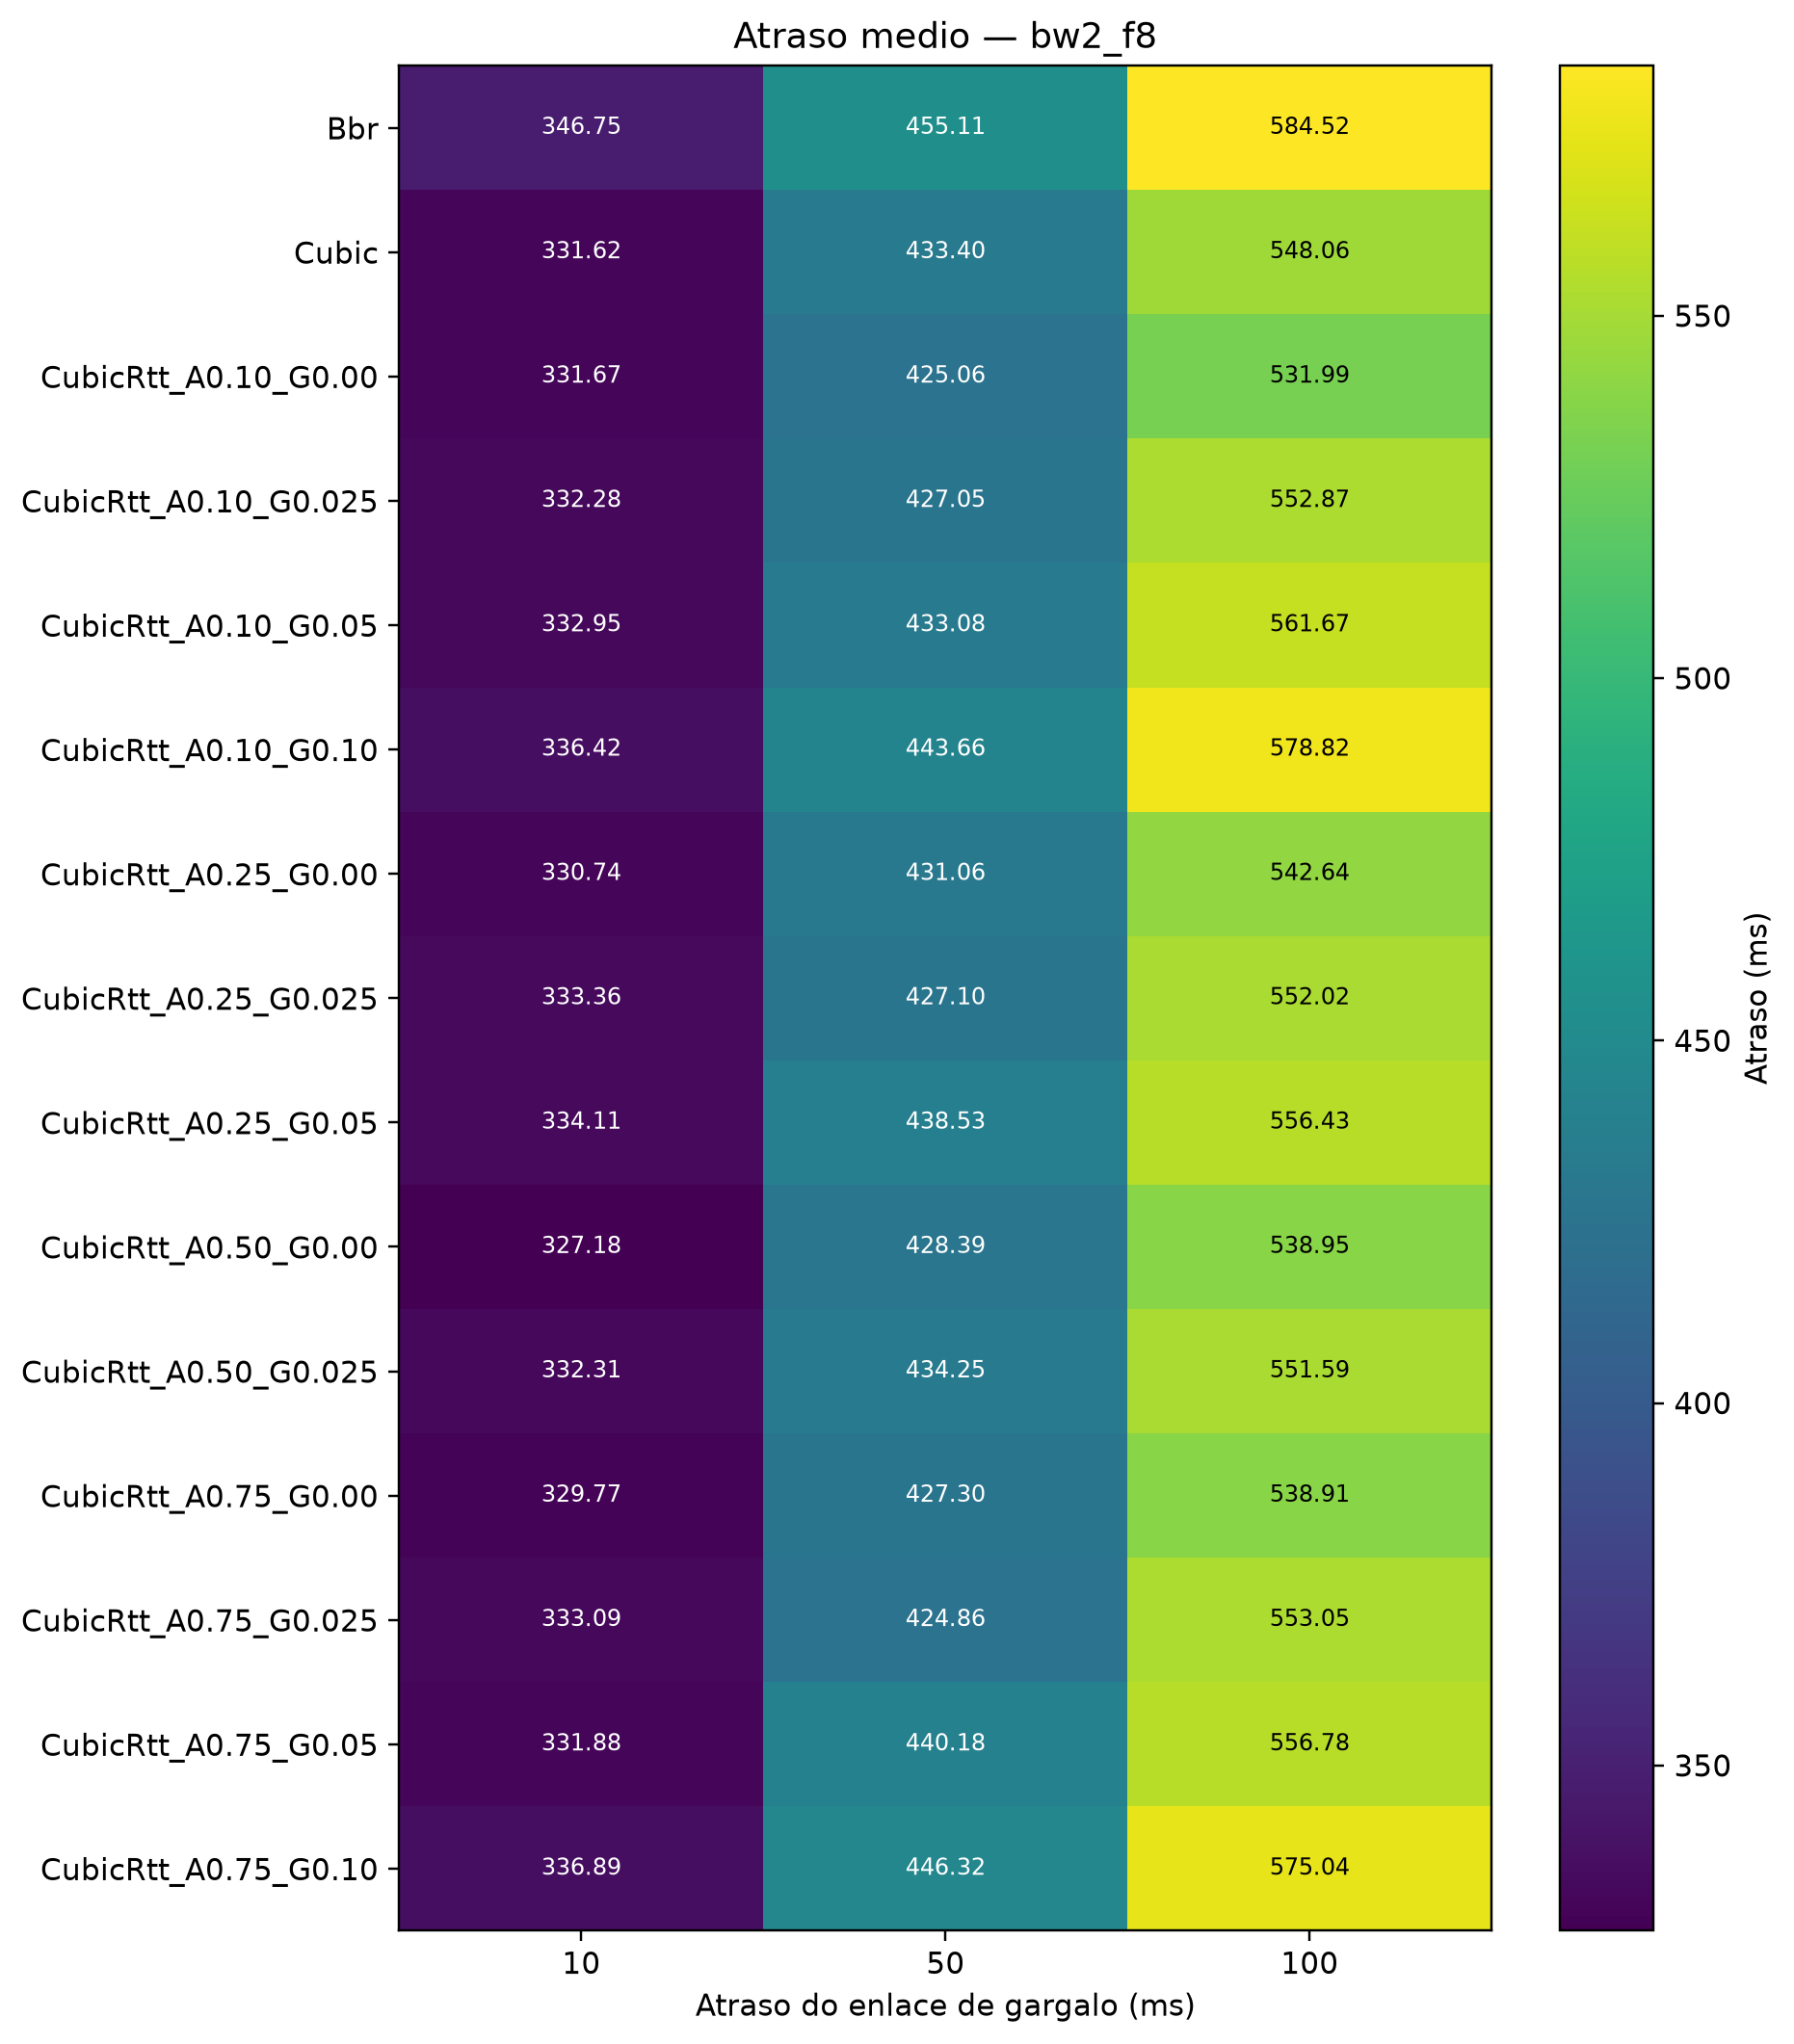 Atraso medio — bw2_f8
Bbr 346.75 455.11 584.52
Cubic 331.62 433.40 548.06
CubicRtt_A0.10_G0.00 331.67 425.06 531.99
CubicRtt_A0.10_G0.025 332.28 427.05 552.87
CubicRtt_A0.10_G0.05 332.95 433.08 561.67
CubicRtt_A0.10_G0.10 336.42 443.66 578.82
CubicRtt_A0.25_G0.00 330.74 431.06 542.64
CubicRtt_A0.25_G0.025 333.36 427.10 552.02
CubicRtt_A0.25_G0.05 334.11 438.53 556.43
CubicRtt_A0.50_G0.00 327.18 428.39 538.95
CubicRtt_A0.50_G0.025 332.31 434.25 551.59
CubicRtt_A0.75_G0.00 329.77 427.30 538.91
CubicRtt_A0.75_G0.025 333.09 424.86 553.05
CubicRtt_A0.75_G0.05 331.88 440.18 556.78
CubicRtt_A0.75_G0.10 336.89 446.32 575.04
10 50 100
Atraso do enlace de gargalo (ms)
550
500
450
400
350
Atraso (ms)